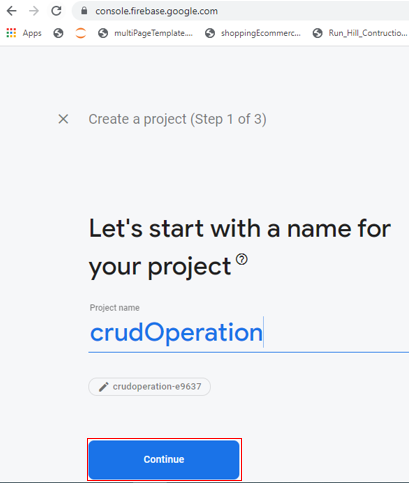 console.firebase.google.com
Apps multiPageTemplate.... shoppingEcommerc... Run_Hill_Contructio...
Create a project (Step 1 of 3)
Let's start with a name for
your project
Project name
crudOperation
crudoperation-e9637
Continue